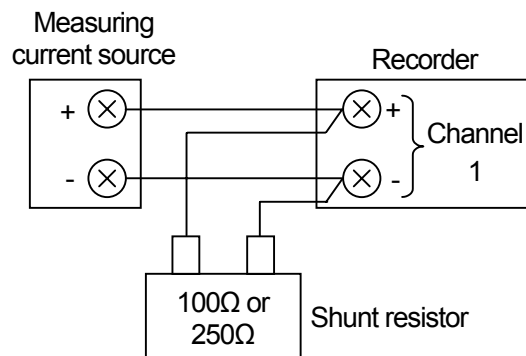 Measuring
current source
Recorder
+
-
+
-
Channel
1
100Ω or
250Ω
Shunt resistor